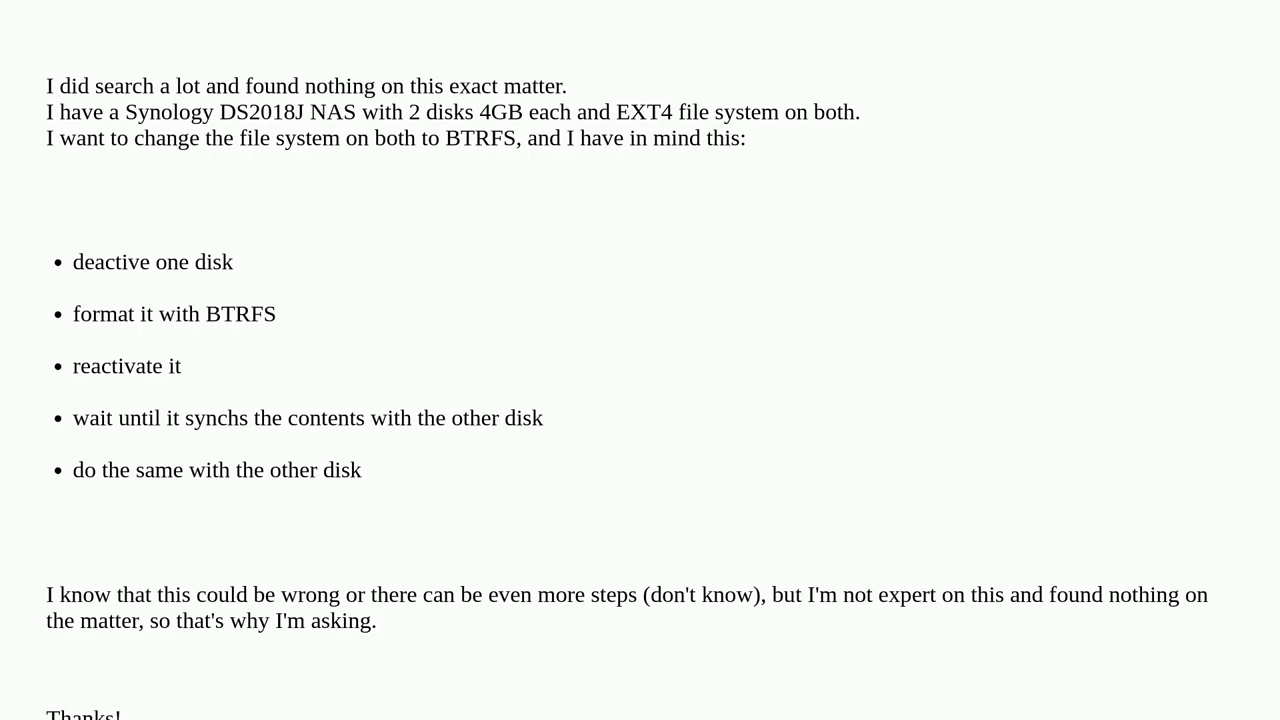 I did search a lot and found nothing on this exact matter.
I have a Synology DS2018J NAS with 2 disks 4GB each and EXT4 file system on both.
I want to change the file system on both to BTRFS, and I have in mind this:
• deactive one disk
• format it with BTRFS
• reactivate it
• wait until it synchs the contents with the other disk
• do the same with the other disk
I know that this could be wrong or there can be even more steps (don't know), but I'm not expert on this and found nothing on
the matter, so that's why I'm asking.
Thanks!